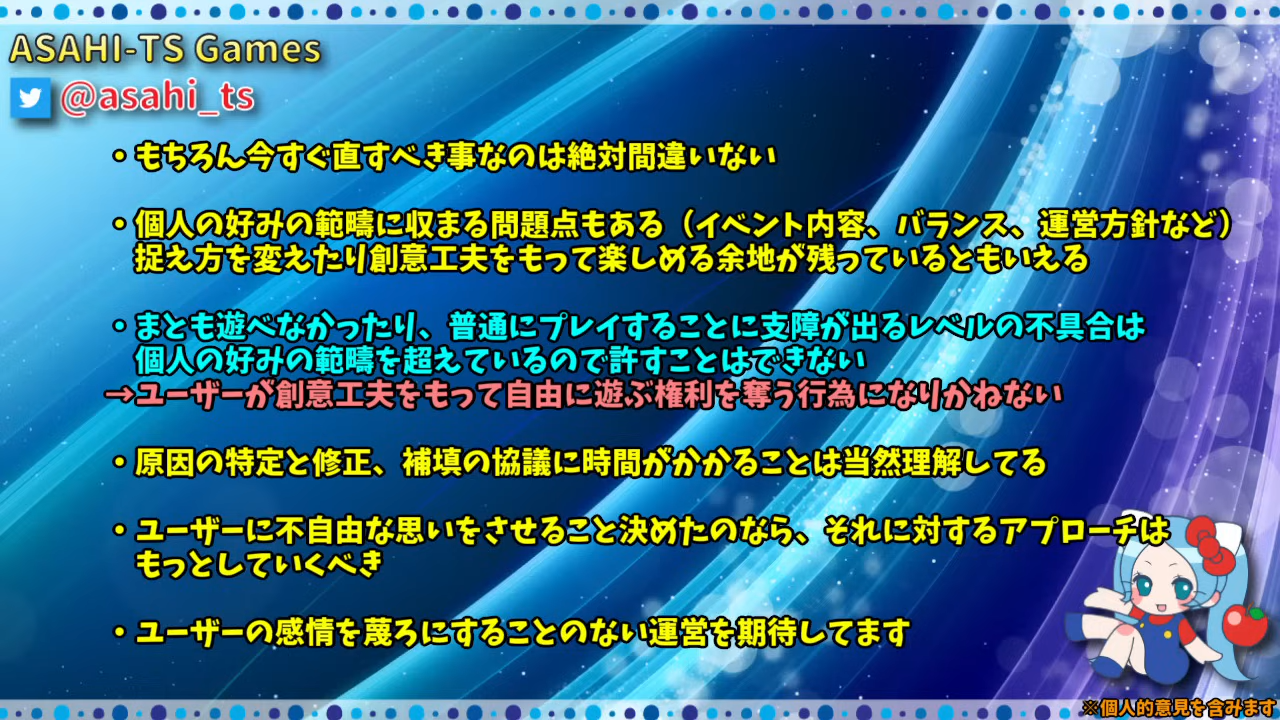 ASAHI-TS Games
@asahi_ts
・もちろん今すぐ直すべき事なのは絶対間違いない
・個人の好みの範疇に収まる問題点もある（イベント内容、バランス、運営方針など）
捉え方を変えたり創意工夫をもって楽しめる余地が残っているともいえる
・まとも遊べなかったり、普通にプレイすることに支障が出るレベルの不具合は
個人の好みの範疇を超えているので許すことはできない
→ユーザーが創意工夫をもって自由に遊ぶ権利を奪う行為になりかねない
・原因の特定と修正、補填の協議に時間がかかることは当然理解してる
・ユーザーに不自由な思いをさせること決めたのなら、それに対するアプローチは
もっとしていくべき
・ユーザーの感情を蔑ろにすることのない運営を期待してます
※個人的意見を含みます